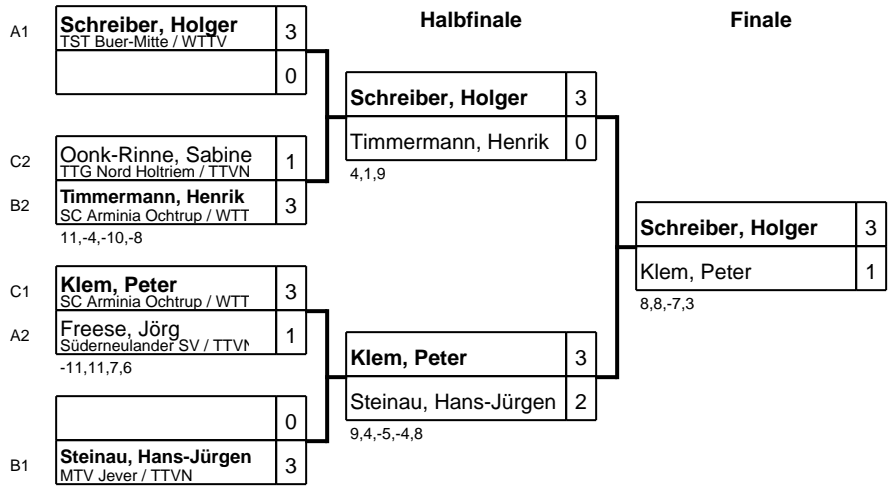 Halbfinale
Finale
A1
Schreiber, Holger 3
TST Buer-Mitte / WTTV
0
C2
Oonk-Rinne, Sabine 1
TTG Nord Holtriem / TTVN
B2
Timmermann, Henrik 3
SC Arminia Ochtrup / WTT
11,-4,-10,-8
C1
Klem, Peter 3
SC Arminia Ochtrup / WTT
A2
Freese, Jörg 1
Süderneulander SV / TTVN
-11,11,7,6
0
B1
Steinau, Hans-Jürgen 3
MTV Jever / TTVN
Schreiber, Holger 3
Timmermann, Henrik 0
4,1,9
Klem, Peter 3
Steinau, Hans-Jürgen 2
9,4,-5,-4,8
Schreiber, Holger 3
Klem, Peter 1
8,8,-7,3